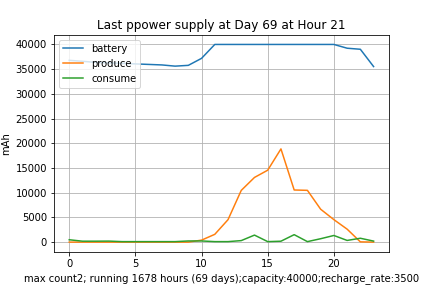 Last ppower supply at Day 69 at Hour 21
40000
35000
30000
25000
20000
15000
10000
5000
0
mAh
battery
produce
consume
0 5 10 15 20
max count2; running 1678 hours (69 days);capacity:40000;recharge_rate:3500